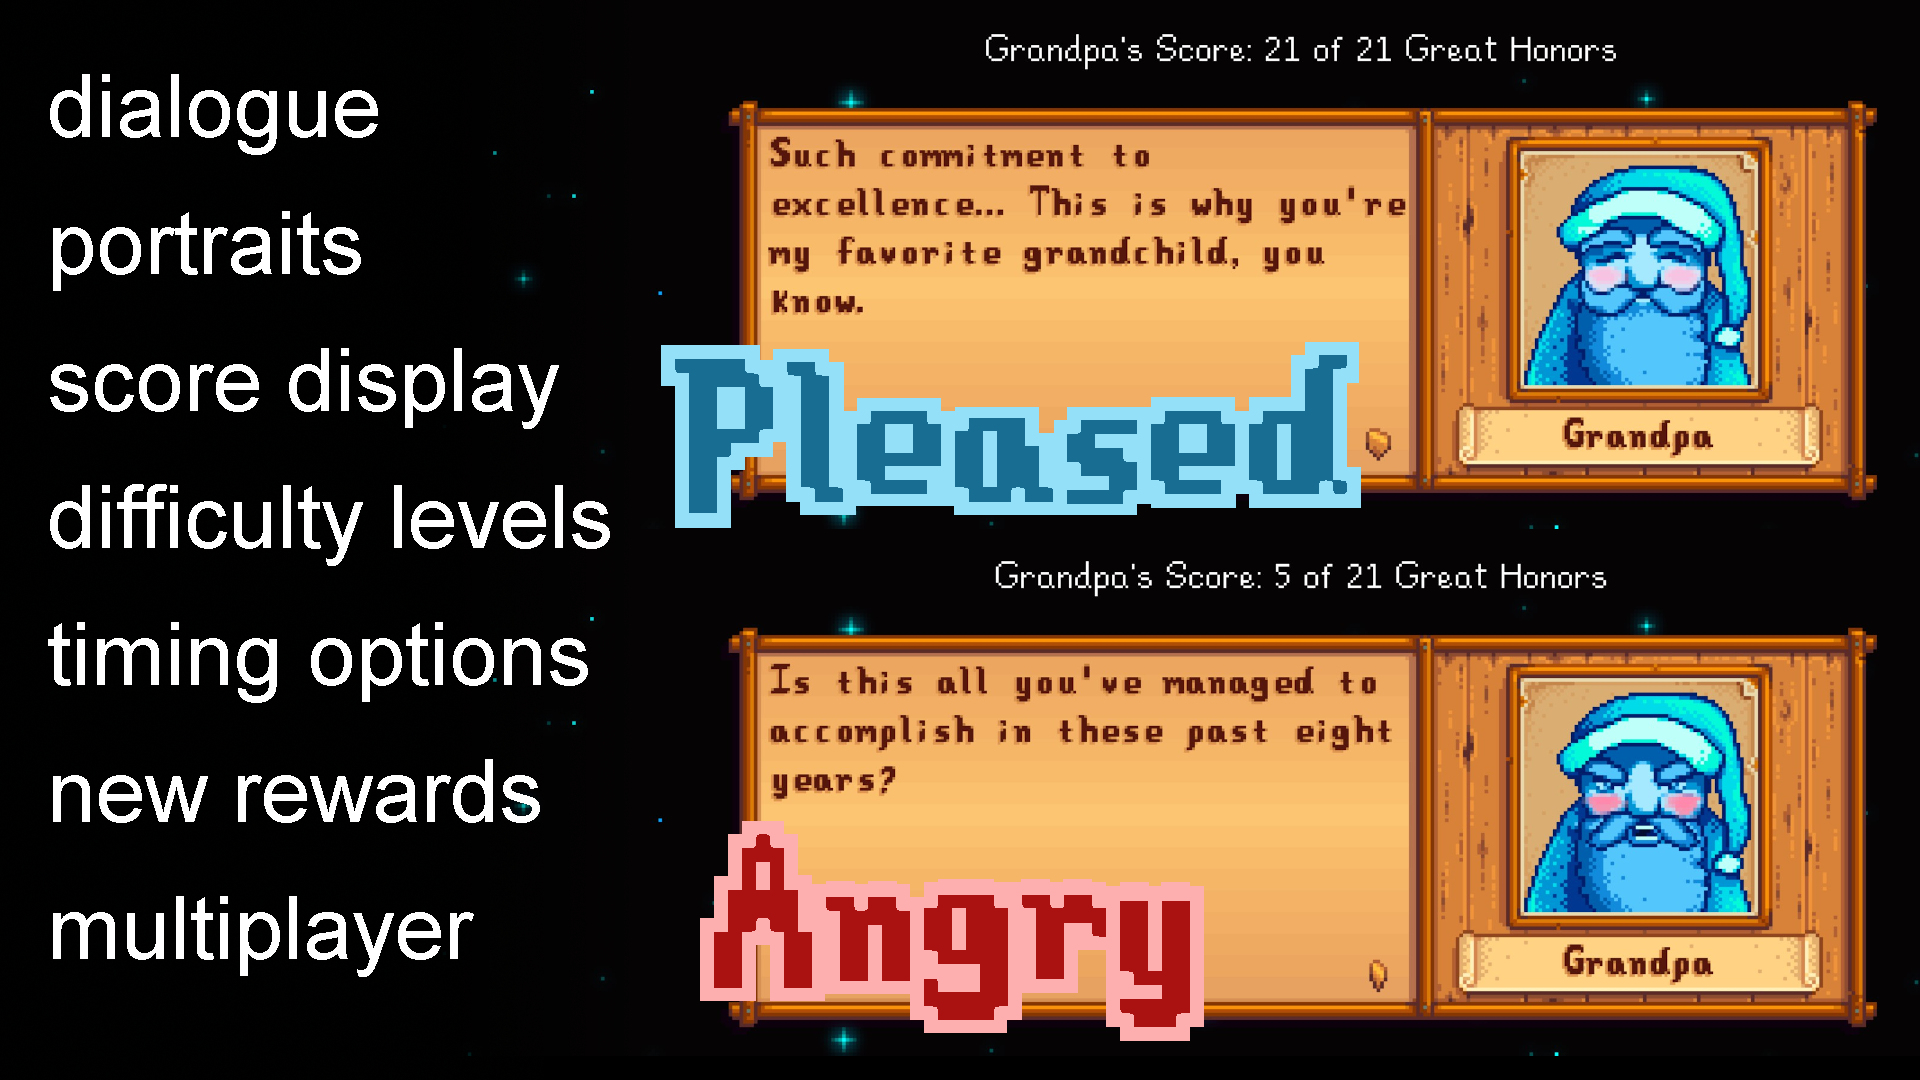 dialogue
portraits
score display
difficulty levels
timing options
new rewards
multiplayer
Grandpa's Score: 21 of 21 Great Honors
Such commitment to
excellence... This is why you're
my favorite grandchild, you
know.
Pleased
Grandpa
Grandpa's Score: 5 of 21 Great Honors
Is this all you've managed to
accomplish in these past eight
years?
Angry
Grandpa